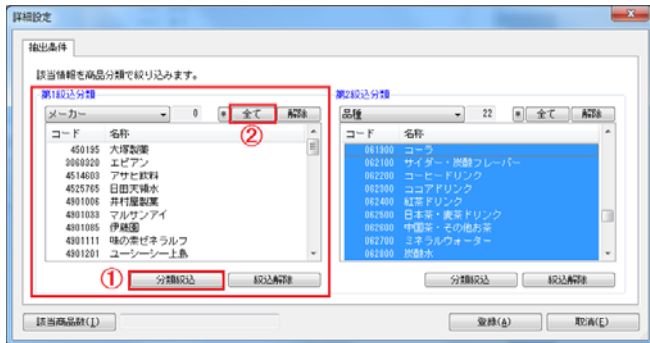 詳細設定
抽出条件
該当情報を商品分類で絞り込みます。
第1絞込分類
メーカー 0 * 全て 解除
②
コード 名称
450195 大塚製薬
3068320 エビアン
4514603 アサヒ飲料
4525765 日田天領水
4901006 井村屋製菓
4901033 マルサンアイ
4901085 伊藤園
4901111 味の素ゼネラルフ
4901201 ユーシーシー上島
① 分類絞込 絞込解除
第2絞込分類
品種 22 * 全て 解除
コード 名称
061900 コーラ
062100 サイダー・炭酸フレーバー
062200 コーヒードリンク
062300 ココアドリンク
062400 紅茶ドリンク
062500 日本茶・麦茶ドリンク
062600 中国茶・その他お茶
062700 ミネラルウォーター
062800 炭酸水
分類絞込 絞込解除
該当商品数(I) 登録(A) 取消(E)